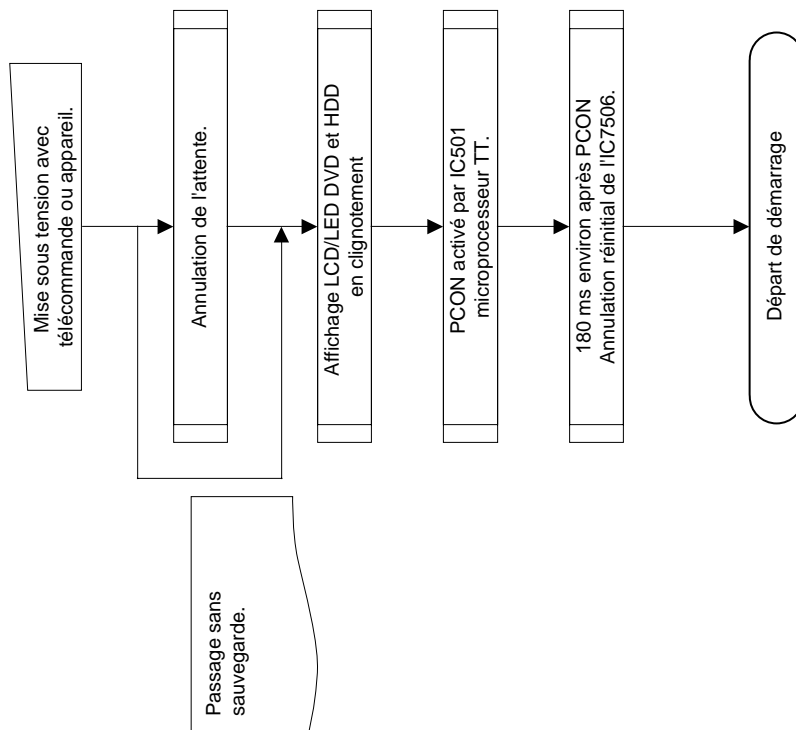 Mise sous tension avec
télécommande ou appareil.
Annulation de l'attente.
Affichage LCD/LED DVD et HDD
en clignotement
PCON activé par IC501
microprocesseur TT.
180 ms environ après PCON
Annulation réinitial de l'IC7506.
Départ de démarrage
Passage sans
sauvegarde.